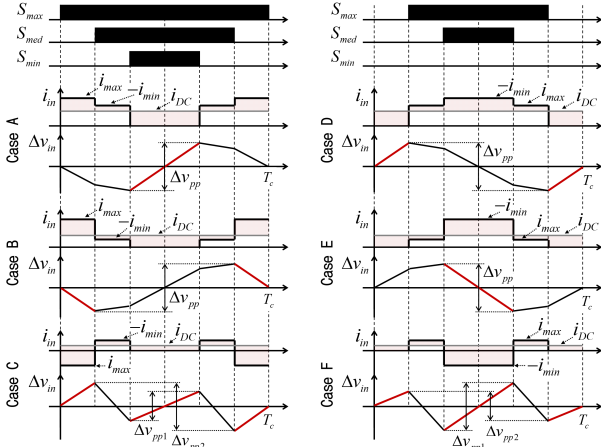 S_max
S_med
S_min
Case A
i_in
i_max
-i_min
i_DC
Δv_in
Δv_pp
T_c
Case B
i_in
i_max
-i_min
i_DC
Δv_in
Δv_pp
T_c
Case C
i_in
-i_min
i_DC
i_max
Δv_in
Δv_pp1
Δv_pp2
T_c
S_max
S_med
S_min
Case D
i_in
-i_min
i_max
i_DC
Δv_in
Δv_pp
T_c
Case E
i_in
-i_min
i_max
i_DC
Δv_in
Δv_pp
T_c
Case F
i_in
i_max
i_DC
-i_min
Δv_in
Δv_pp1
Δv_pp2
T_c